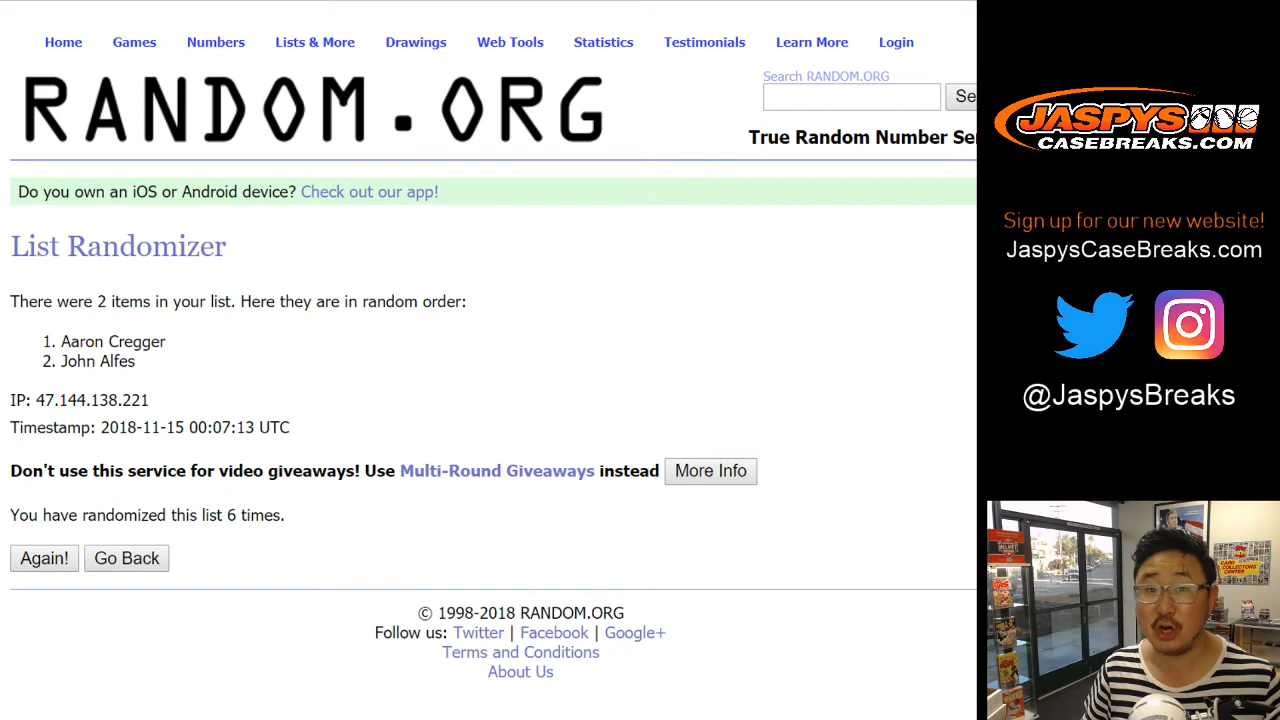 Home Games Numbers Lists & More Drawings Web Tools Statistics Testimonials Learn More Login
RANDOM.ORG
Search RANDOM.ORG
Se
True Random Number Ser
Do you own an iOS or Android device? Check out our app!
List Randomizer
There were 2 items in your list. Here they are in random order:
1. Aaron Cregger
2. John Alfes
IP: 47.144.138.221
Timestamp: 2018-11-15 00:07:13 UTC
Don't use this service for video giveaways! Use Multi-Round Giveaways instead More Info
You have randomized this list 6 times.
Again! Go Back
© 1998-2018 RANDOM.ORG
Follow us: Twitter | Facebook | Google+
Terms and Conditions
About Us
JASPYS
CASEBREAKS.COM
Sign up for our new website!
JaspysCaseBreaks.com
@JaspysBreaks